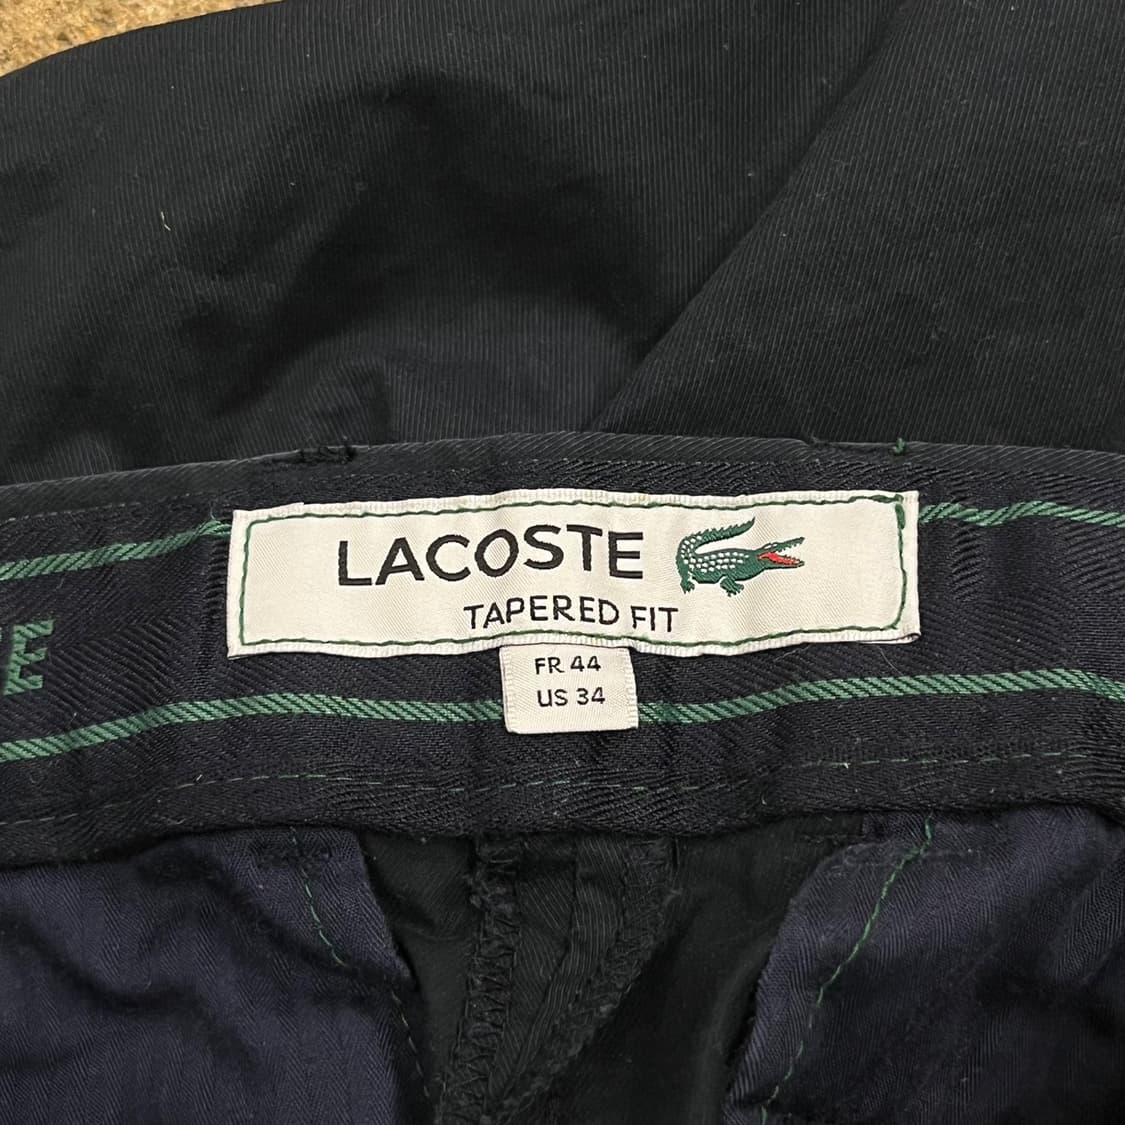 LACOSTE
TAPERED FIT
E
FR 44
US 34